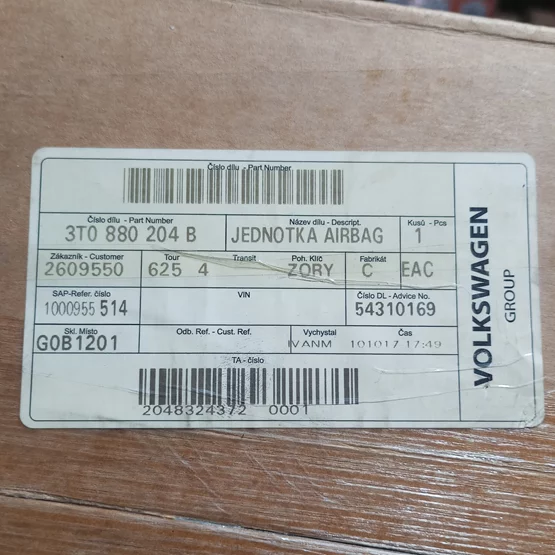 Číslo dílu - Part Number
Číslo dílu - Part Number Název dílu - Descript. Kusů - Pcs
3T0 880 204 B JEDNOTKA AIRBAG 1
Zákazník - Customer Tour Transit Poh. Klíč Fabrikát
2609550 625 4 ZORY C EAC
SAP-Refer. číslo VIN Číslo DL - Advice No.
1000955 514 54310169
Skl. Místo Odb. Ref. - Cust. Ref. Vychystal Čas
G0B1201 IVANM 101017 17:49
TA - číslo
2048324372 0001
VOLKSWAGEN
GROUP